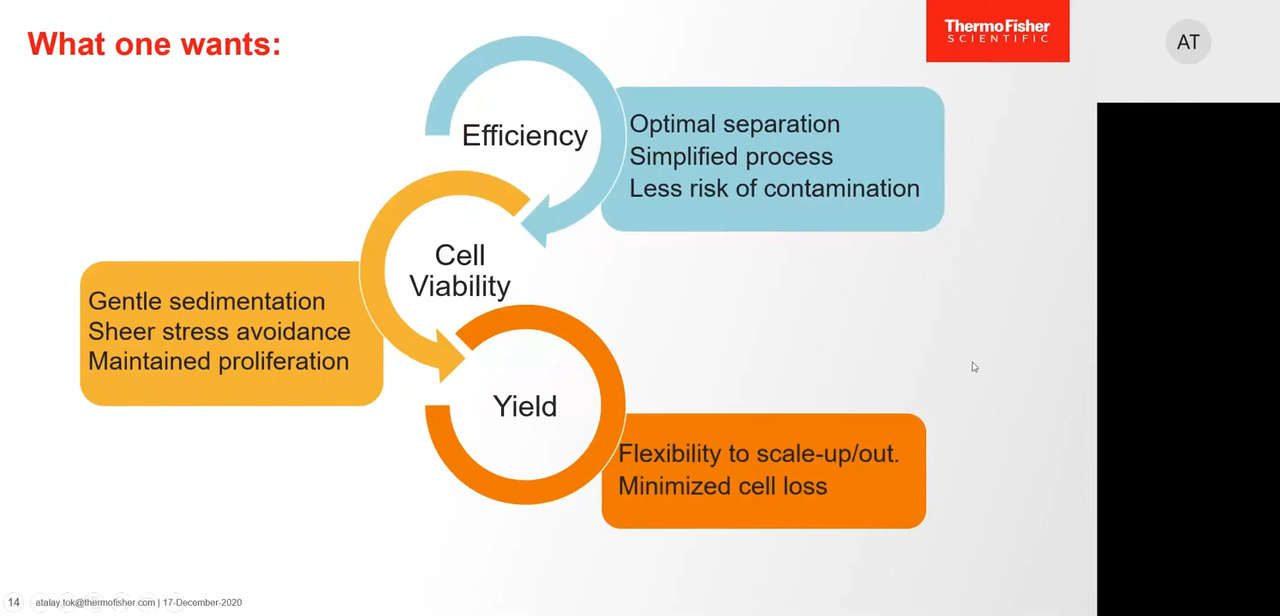 What one wants:
ThermoFisher
SCIENTIFIC
AT
Efficiency
Optimal separation
Simplified process
Less risk of contamination
Cell
Viability
Gentle sedimentation
Sheer stress avoidance
Maintained proliferation
Yield
Flexibility to scale-up/out.
Minimized cell loss
14
atalay.tok@thermofisher.com | 17-December-2020